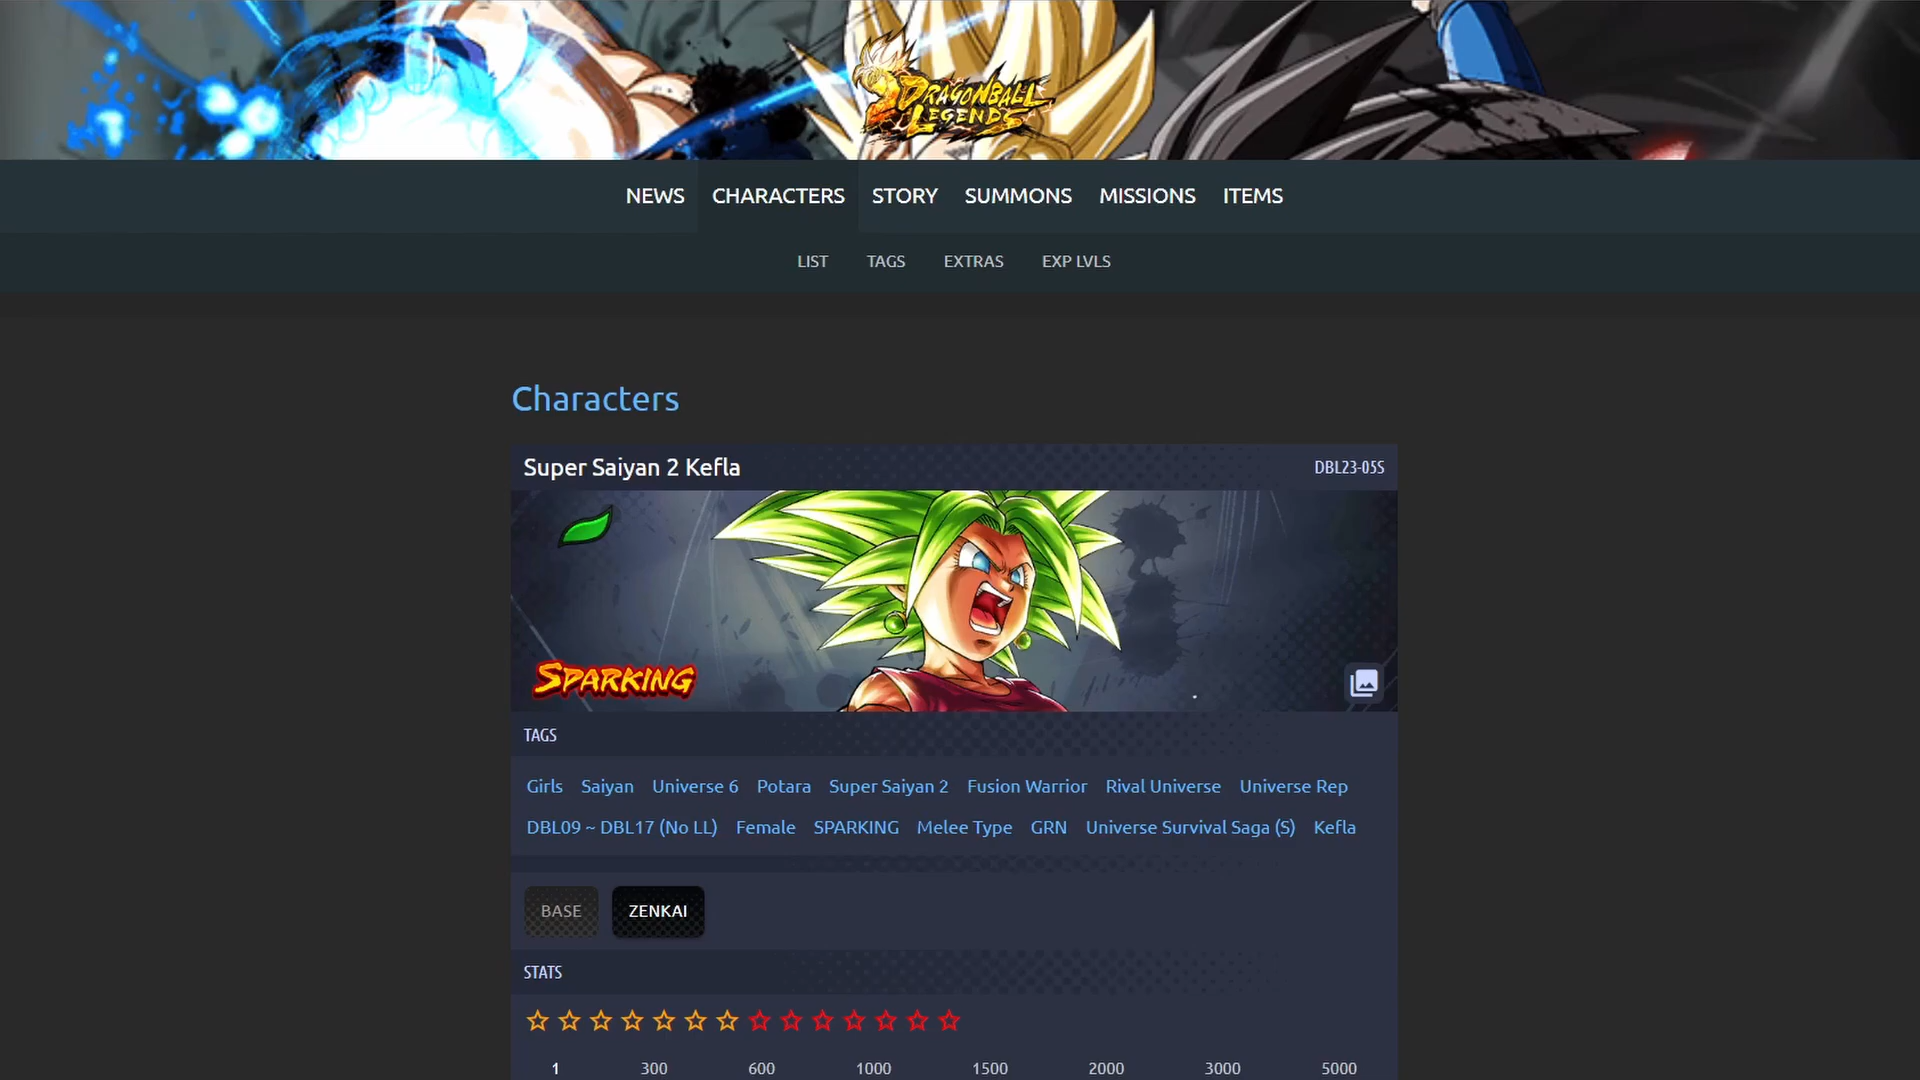 DRAGONBALL
LEGENDS
NEWS CHARACTERS STORY SUMMONS MISSIONS ITEMS
LIST TAGS EXTRAS EXP LVLS
Characters
Super Saiyan 2 Kefla DBL23-05S
SPARKING
TAGS
Girls Saiyan Universe 6 Potara Super Saiyan 2 Fusion Warrior Rival Universe Universe Rep
DBL09 ~ DBL17 (No LL) Female SPARKING Melee Type GRN Universe Survival Saga (S) Kefla
BASE ZENKAI
STATS
1 300 600 1000 1500 2000 3000 5000